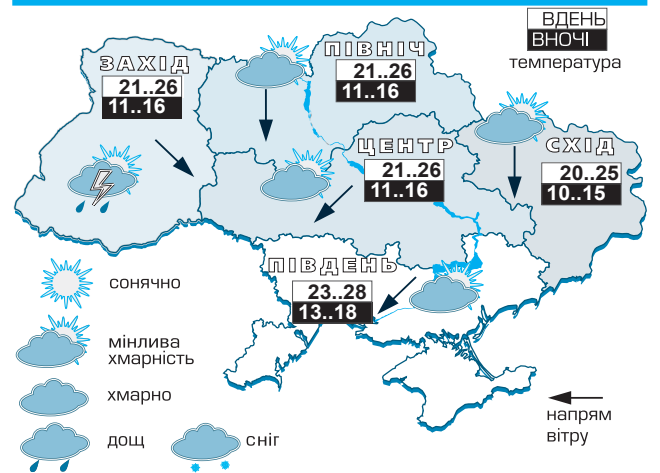 ВДЕНЬ
ВНОЧІ
температура
ЗАХІД
21..26
11..16
ПІВНІЧ
21..26
11..16
ЦЕНТР
21..26
11..16
СХІД
20..25
10..15
ПІВДЕНЬ
23..28
13..18
сонячно
мінлива
хмарність
хмарно
дощ
сніг
напрям
вітру